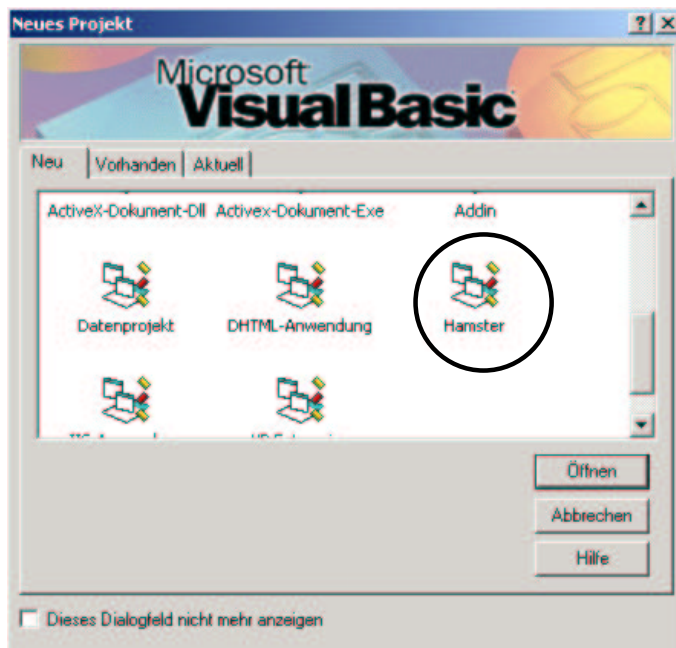 Neues Projekt
Microsoft
Visual Basic
Neu Vorhanden Aktuell
ActiveX-Dokument-Dll Activex-Dokument-Exe Addin
Datenprojekt DHTML-Anwendung Hamster
Öffnen
Abbrechen
Hilfe
Dieses Dialogfeld nicht mehr anzeigen